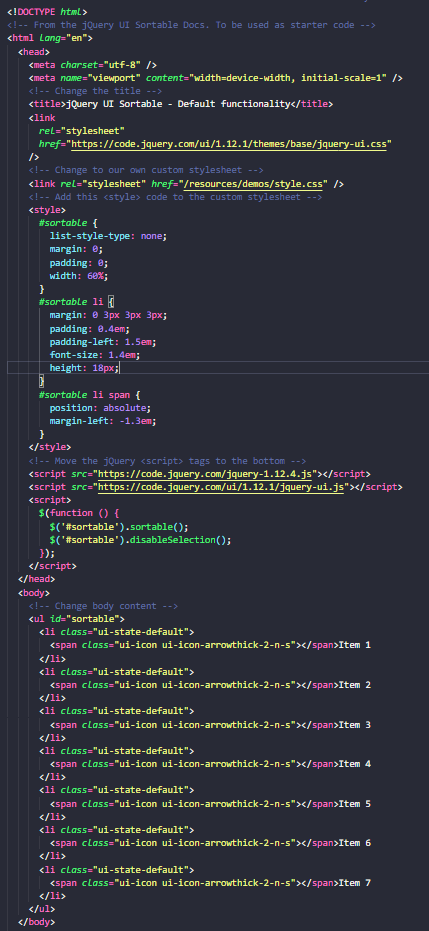 <!DOCTYPE html>
<!-- From the jQuery UI Sortable Docs. To be used as starter code -->
<html lang="en">
  <head>
    <meta charset="utf-8" />
    <meta name="viewport" content="width=device-width, initial-scale=1" />
    <!-- Change the title -->
    <title>jQuery UI Sortable - Default functionality</title>
    <link
      rel="stylesheet"
      href="https://code.jquery.com/ui/1.12.1/themes/base/jquery-ui.css"
    />
    <!-- Change to our own custom stylesheet -->
    <link rel="stylesheet" href="/resources/demos/style.css" />
    <!-- Add this <style> code to the custom stylesheet -->
    <style>
      #sortable {
        list-style-type: none;
        margin: 0;
        padding: 0;
        width: 60%;
      }
      #sortable li {
        margin: 0 3px 3px 3px;
        padding: 0.4em;
        padding-left: 1.5em;
        font-size: 1.4em;
        height: 18px;
      }
      #sortable li span {
        position: absolute;
        margin-left: -1.3em;
      }
    </style>
    <!-- Move the jQuery <script> tags to the bottom -->
    <script src="https://code.jquery.com/jquery-1.12.4.js"></script>
    <script src="https://code.jquery.com/ui/1.12.1/jquery-ui.js"></script>
    <script>
      $(function () {
        $('#sortable').sortable();
        $('#sortable').disableSelection();
      });
    </script>
  </head>
  <body>
    <!-- Change body content -->
    <ul id="sortable">
      <li class="ui-state-default">
        <span class="ui-icon ui-icon-arrowthick-2-n-s"></span>Item 1
      </li>
      <li class="ui-state-default">
        <span class="ui-icon ui-icon-arrowthick-2-n-s"></span>Item 2
      </li>
      <li class="ui-state-default">
        <span class="ui-icon ui-icon-arrowthick-2-n-s"></span>Item 3
      </li>
      <li class="ui-state-default">
        <span class="ui-icon ui-icon-arrowthick-2-n-s"></span>Item 4
      </li>
      <li class="ui-state-default">
        <span class="ui-icon ui-icon-arrowthick-2-n-s"></span>Item 5
      </li>
      <li class="ui-state-default">
        <span class="ui-icon ui-icon-arrowthick-2-n-s"></span>Item 6
      </li>
      <li class="ui-state-default">
        <span class="ui-icon ui-icon-arrowthick-2-n-s"></span>Item 7
      </li>
    </ul>
  </body>